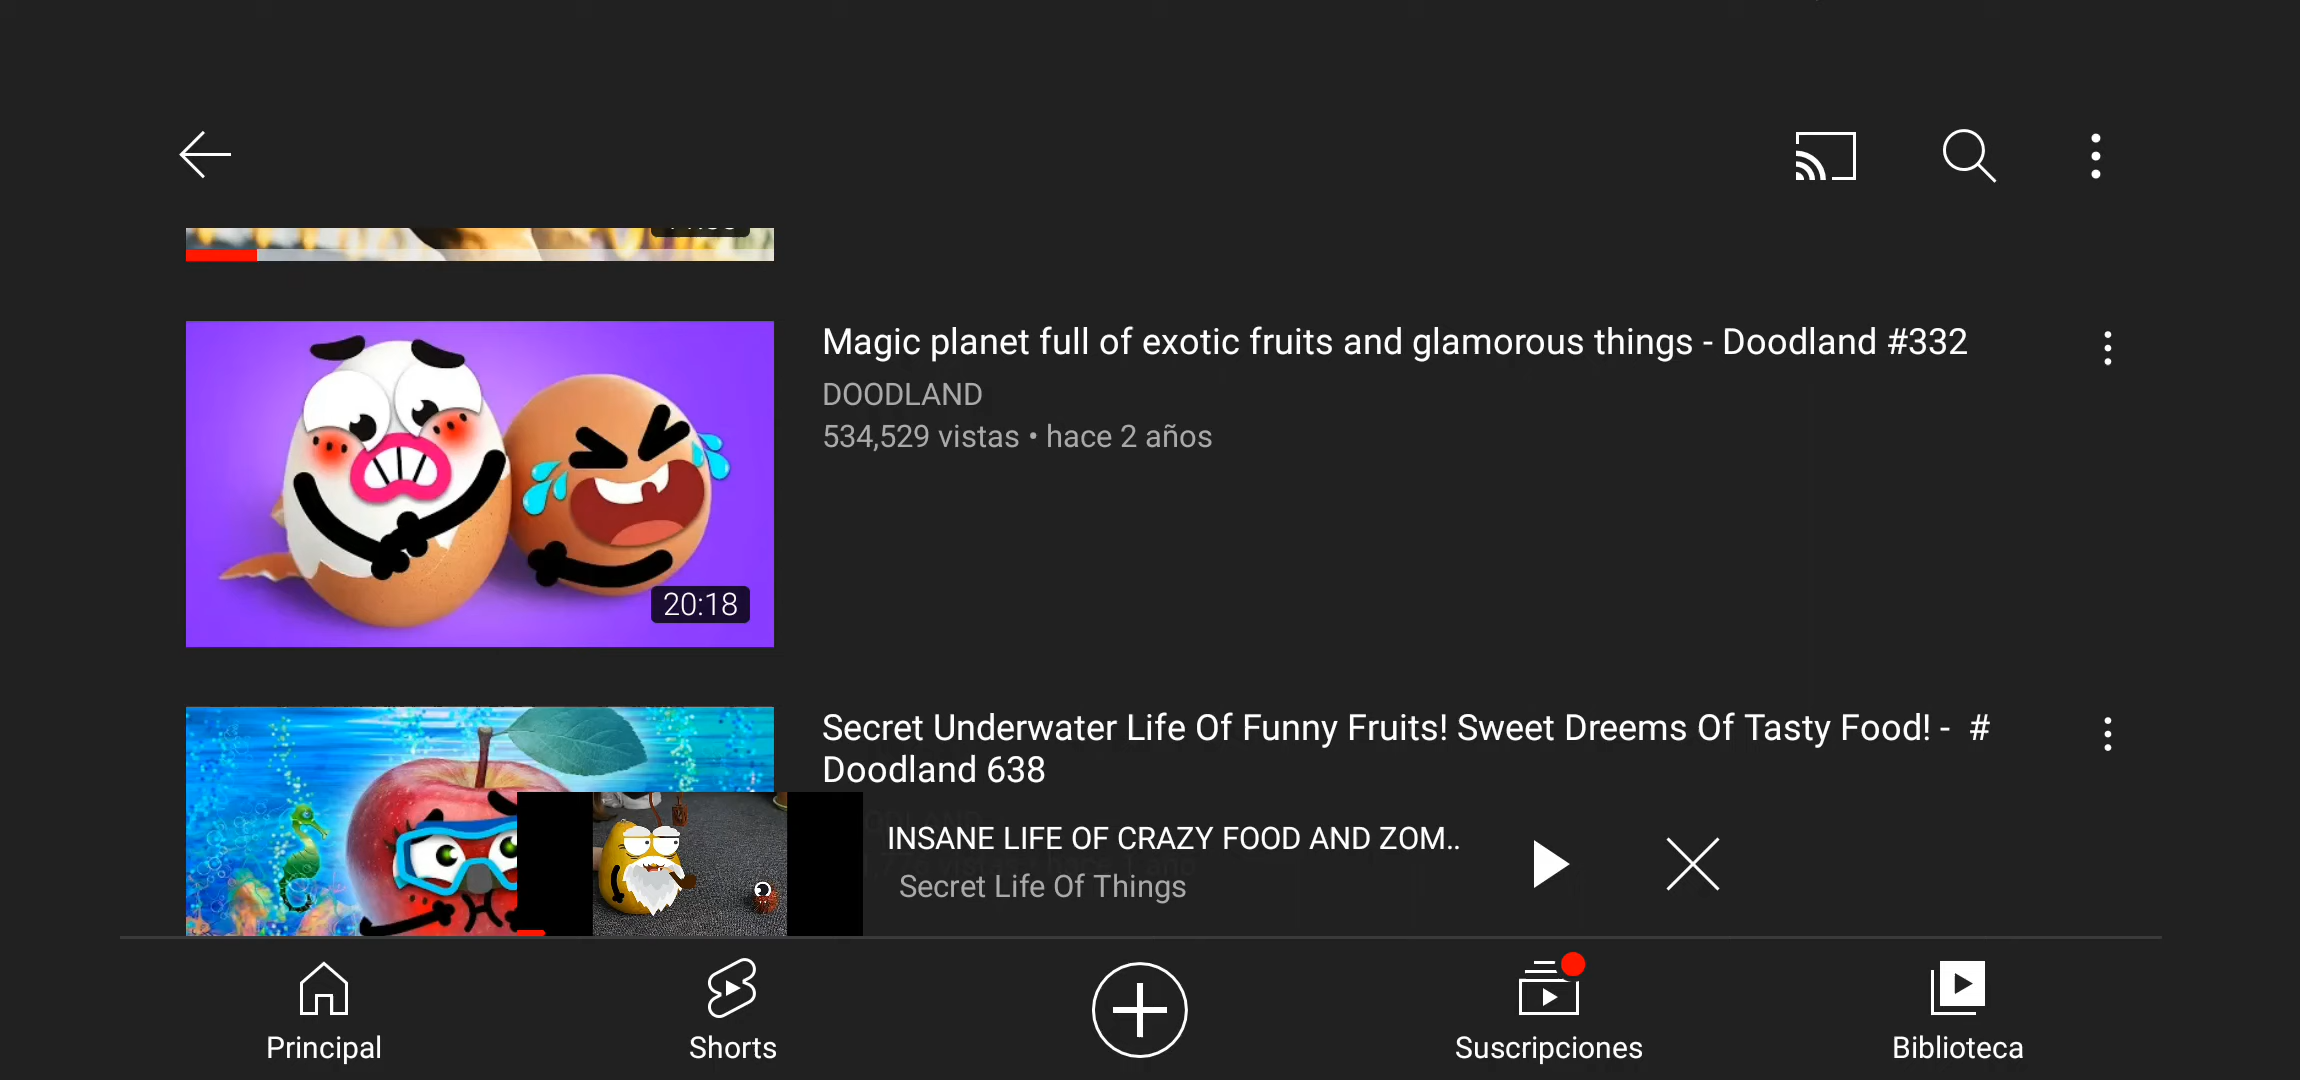 Magic planet full of exotic fruits and glamorous things - Doodland #332
DOODLAND
534,529 vistas • hace 2 años
20:18
Secret Underwater Life Of Funny Fruits! Sweet Dreems Of Tasty Food! - #
Doodland 638
INSANE LIFE OF CRAZY FOOD AND ZOM..
Secret Life Of Things
Principal
Shorts
Suscripciones
Biblioteca